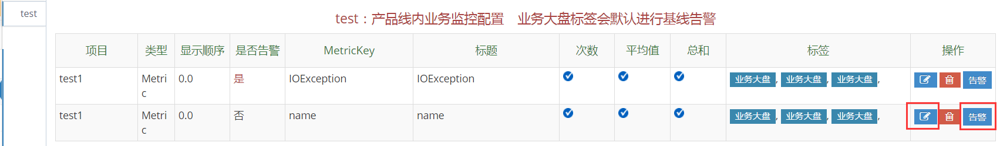 test
test：产品线内业务监控配置 业务大盘标签会默认进行基线告警
项目 类型 显示顺序 是否告警 MetricKey 标题 次数 平均值 总和 标签 操作
test1 Metri 0.0 是 IOException IOException 业务大盘, 业务大盘, 业务大盘, 告警
c
test1 Metri 0.0 否 name name 业务大盘, 业务大盘, 业务大盘, 告警
c